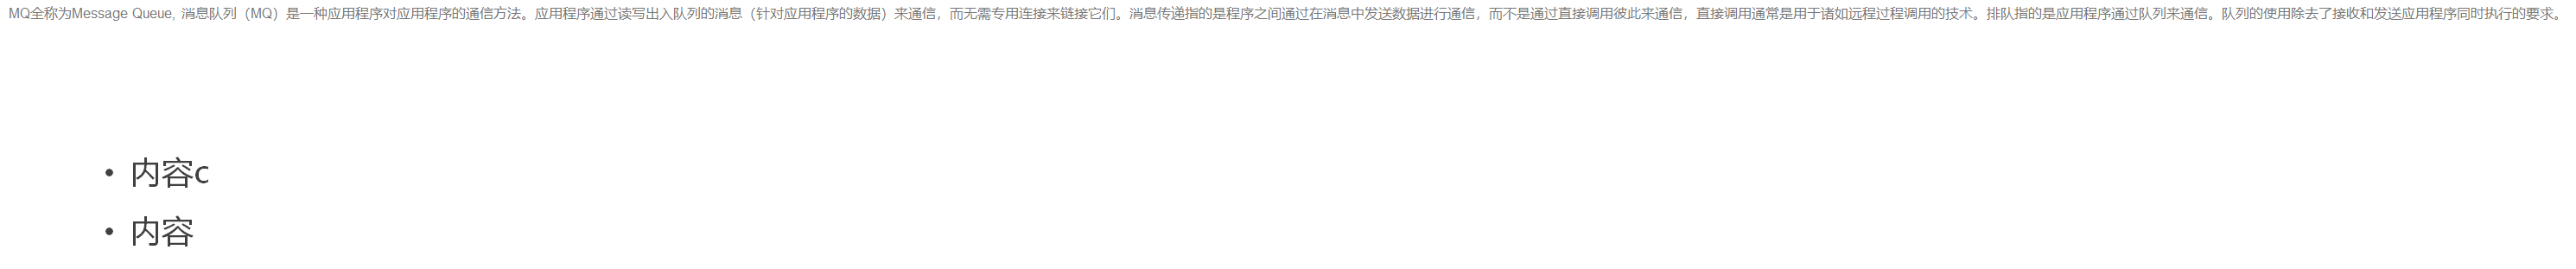 MQ全称为Message Queue, 消息队列（MQ）是一种应用程序对应用程序的通信方法。应用程序通过读写出入队列的消息（针对应用程序的数据）来通信，而无需专用连接来链接它们。消息传递指的是程序之间通过在消息中发送数据进行通信，而不是通过直接调用彼此来通信，直接调用通常是用于诸如远程过程调用的技术。排队指的是应用程序通过队列来通信。队列的使用除去了接收和发送应用程序同时执行的要求。
• 内容c
• 内容